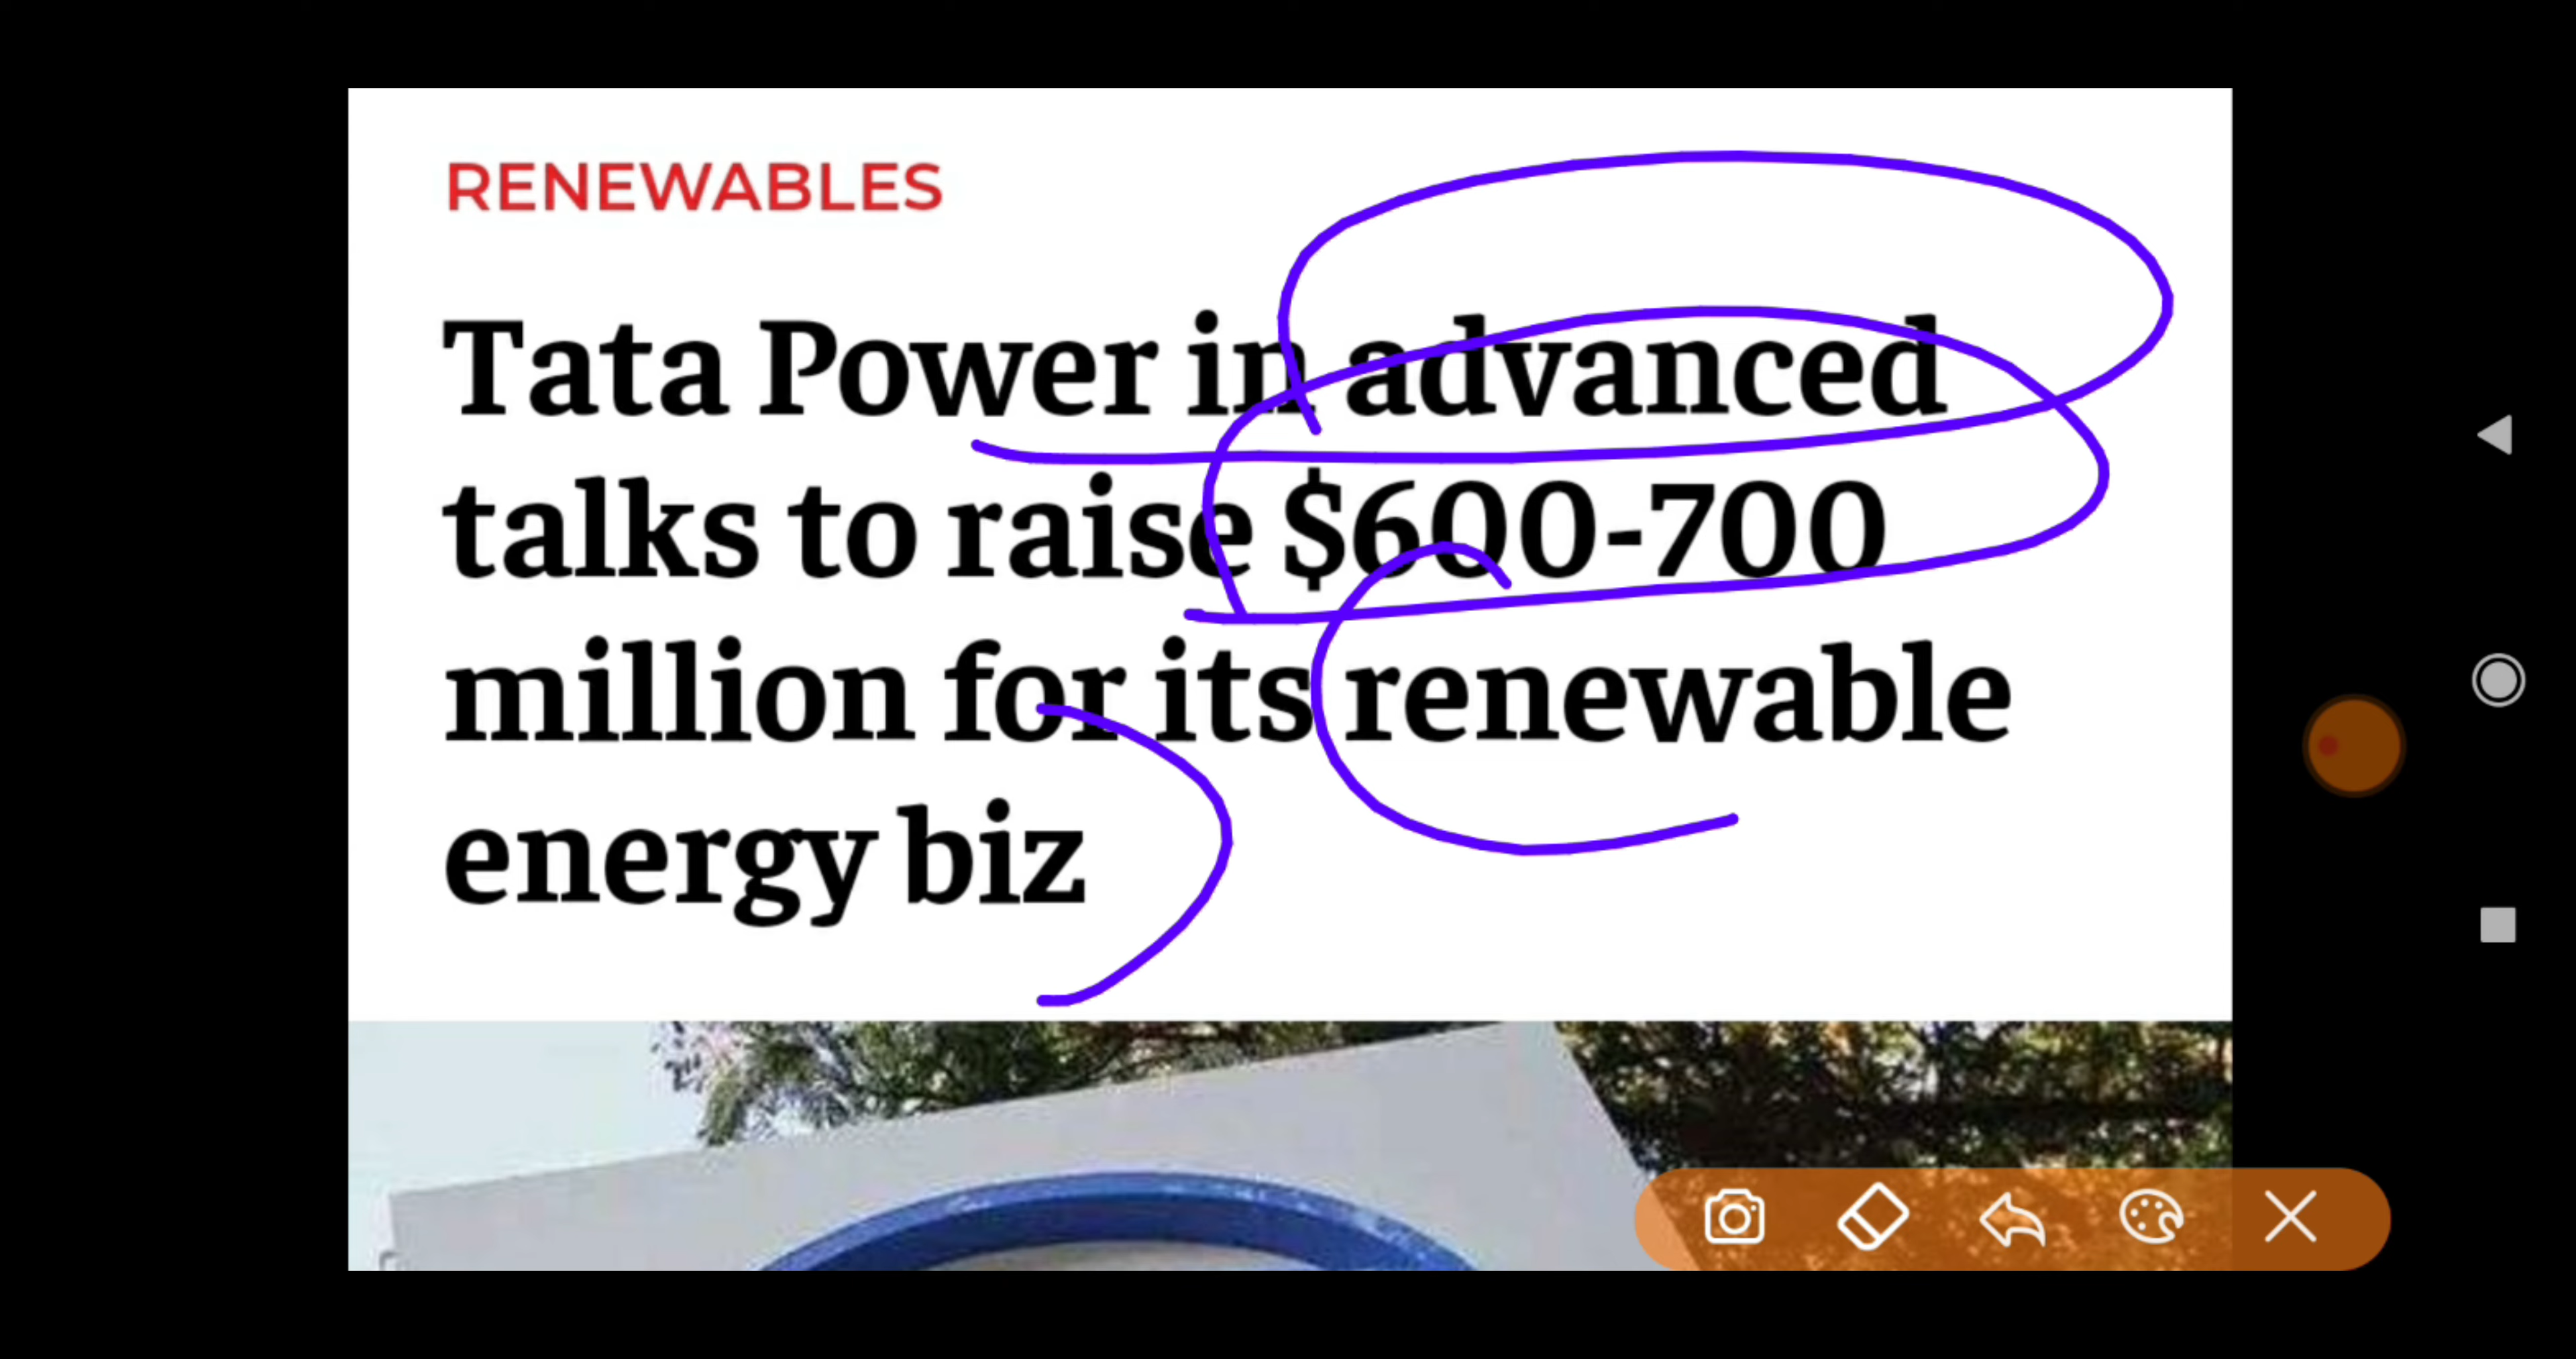 RENEWABLES
Tata Power in advanced
talks to raise $600-700
million for its renewable
energy biz